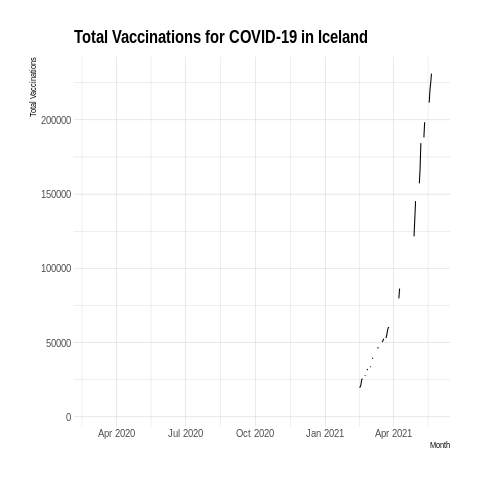 Total Vaccinations for COVID-19 in Iceland
Total Vaccinations
200000
150000
100000
50000
0
Apr 2020 Jul 2020 Oct 2020 Jan 2021 Apr 2021
Month